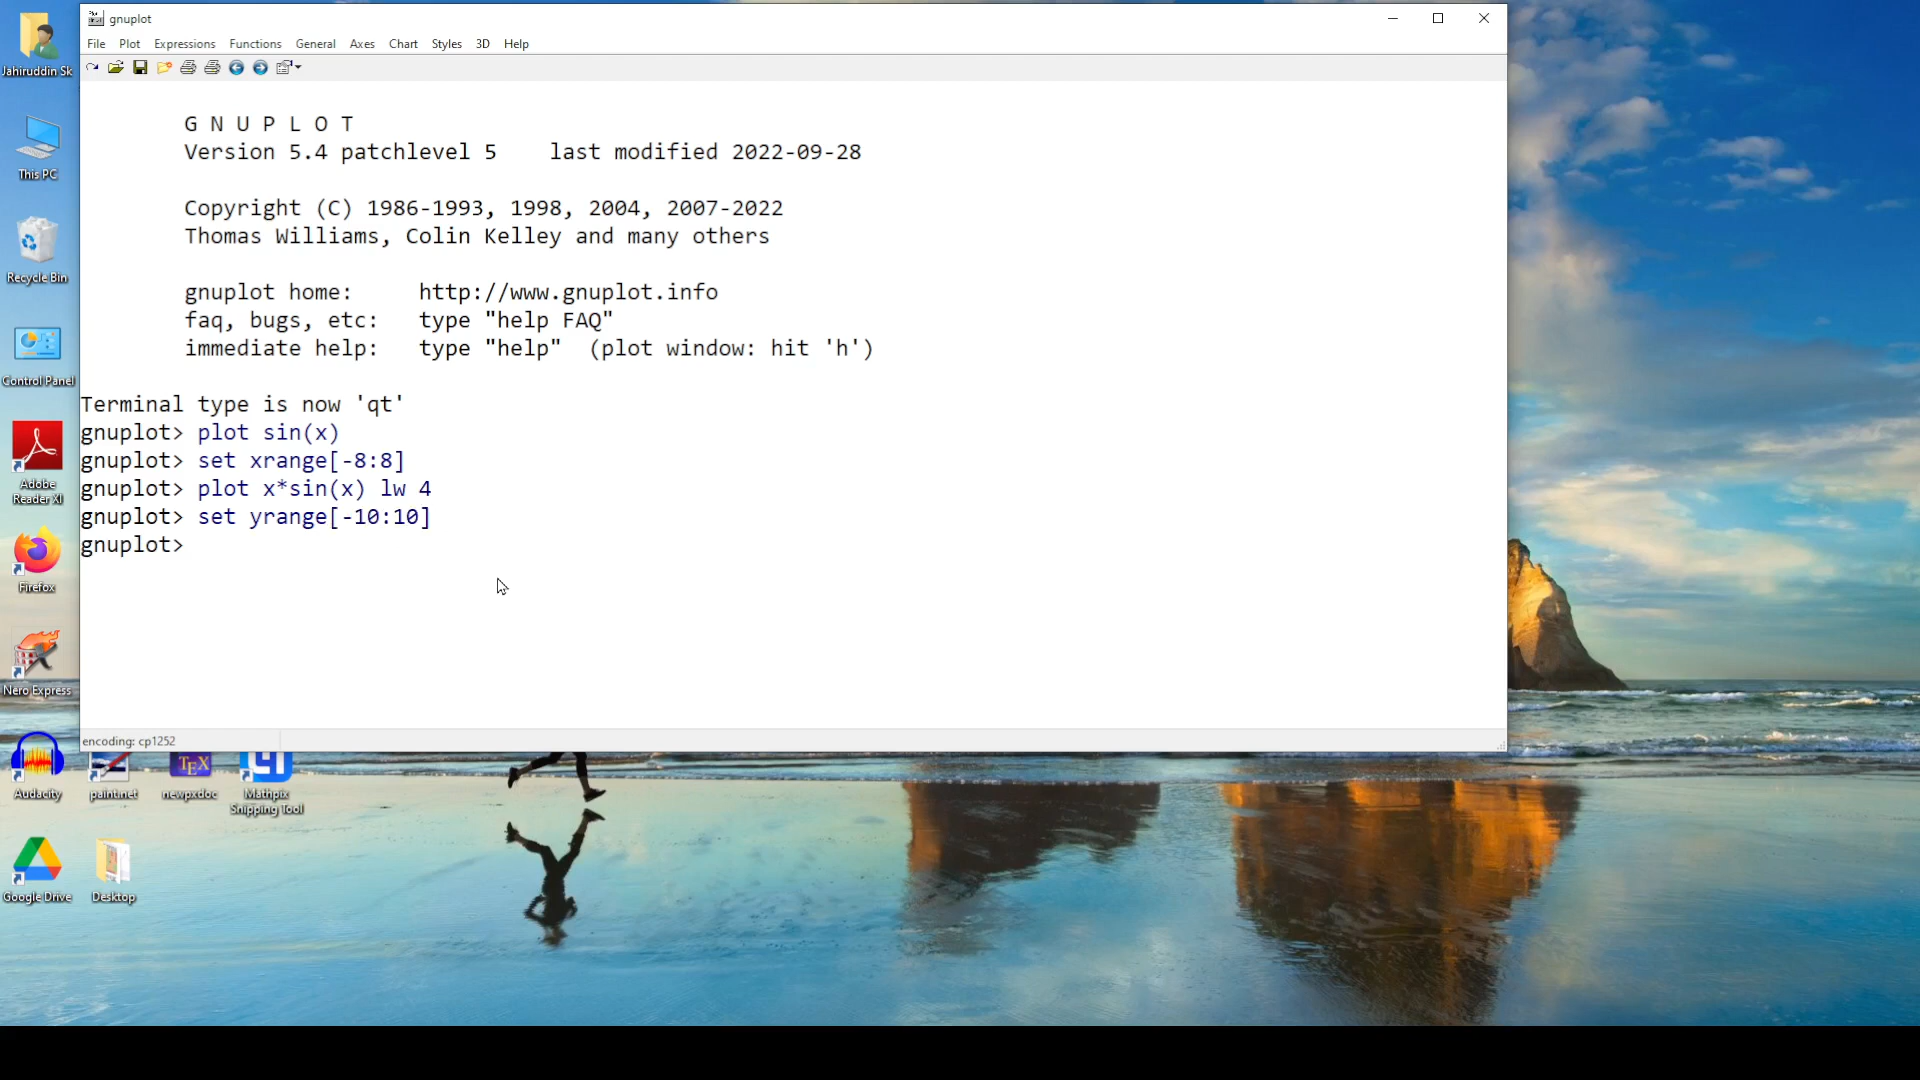 gnuplot
File Plot Expressions Functions General Axes Chart Styles 3D Help
G N U P L O T
Version 5.4 patchlevel 5    last modified 2022-09-28
Copyright (C) 1986-1993, 1998, 2004, 2007-2022
Thomas Williams, Colin Kelley and many others
gnuplot home:     http://www.gnuplot.info
faq, bugs, etc:   type "help FAQ"
immediate help:   type "help"  (plot window: hit 'h')
Terminal type is now 'qt'
gnuplot> plot sin(x)
gnuplot> set xrange[-8:8]
gnuplot> plot x*sin(x) lw 4
gnuplot> set yrange[-10:10]
gnuplot>
encoding: cp1252
Jahiruddin Sk
This PC
Recycle Bin
Control Panel
Adobe
Reader XI
Firefox
Nero Express
Audacity
paint.net
TEX
newpxdoc
Mathpix
Snipping Tool
Google Drive
Desktop